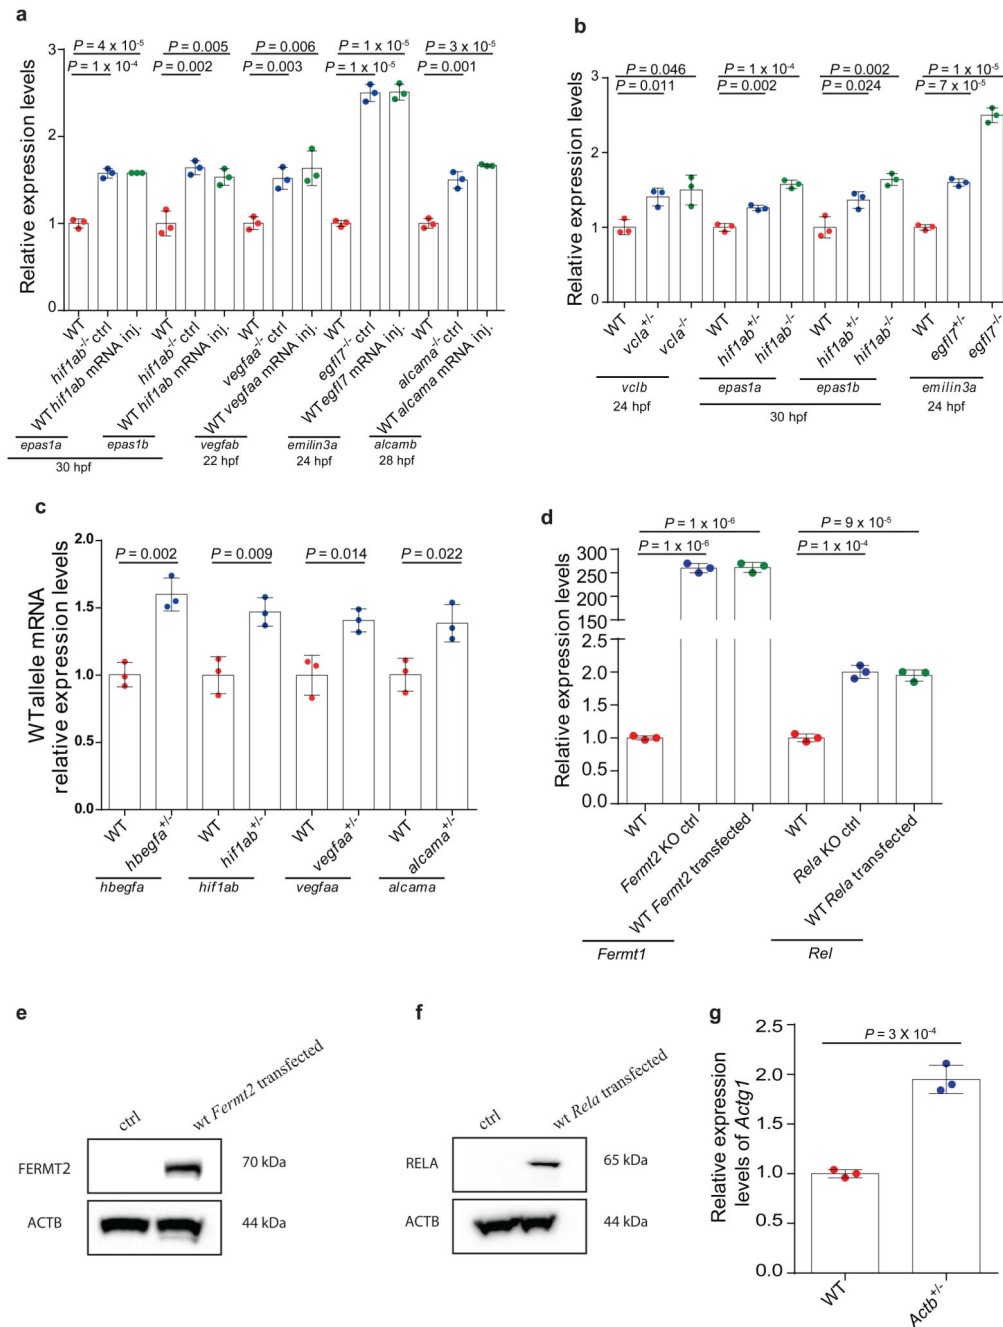 a
P = 4 x 10-5 P = 0.005 P = 0.006 P = 1 x 10-5 P = 3 x 10-5
P = 1 x 10-4 P = 0.002 P = 0.003 P = 1 x 10-5 P = 0.001
Relative expression levels
3
2
1
0
WT
hif1ab-/- ctrl
WT hif1ab mRNA inj.
WT
hif1ab-/- ctrl
WT hif1ab mRNA inj.
WT
vegfaa-/- ctrl
WT vegfaa mRNA inj.
WT
egfl7-/- ctrl
WT egfl7 mRNA inj.
WT
alcama-/- ctrl
WT alcama mRNA inj.
epas1a epas1b vegfab emilin3a alcamb
30 hpf 22 hpf 24 hpf 28 hpf
b
P = 0.046 P = 1 x 10-4 P = 0.002 P = 1 x 10-5
P = 0.011 P = 0.002 P = 0.024 P = 7 x 10-5
Relative expression levels
3
2
1
0
WT
vcla+/-
vcla-/-
WT
hif1ab+/-
hif1ab-/-
WT
hif1ab+/-
hif1ab-/-
WT
egfl7+/-
egfl7-/-
vclb epas1a epas1b emilin3a
24 hpf 30 hpf 24 hpf
c
P = 0.002 P = 0.009 P = 0.014 P = 0.022
WT allele mRNA
relative expression levels
2.0
1.5
1.0
0.5
0.0
WT
hbegfa+/-
WT
hif1ab+/-
WT
vegfaa+/-
WT
alcama+/-
hbegfa hif1ab vegfaa alcama
d
P = 1 x 10-6 P = 9 x 10-5
P = 1 x 10-6 P = 1 x 10-4
Relative expression levels
300
250
200
150
2.5
2.0
1.5
1.0
0.5
0.0
WT
Fermt2 KO ctrl
WT Fermt2 transfected
WT
Rela KO ctrl
WT Rela transfected
Fermt1 Rel
e
ctrl
wt Fermt2 transfected
FERMT2 70 kDa
ACTB 44 kDa
f
ctrl
wt Rela transfected
RELA 65 kDa
ACTB 44 kDa
g
P = 3 X 10-4
Relative expression
levels of Actg1
2.5
2.0
1.5
1.0
0.5
0.0
WT
Actb+/-